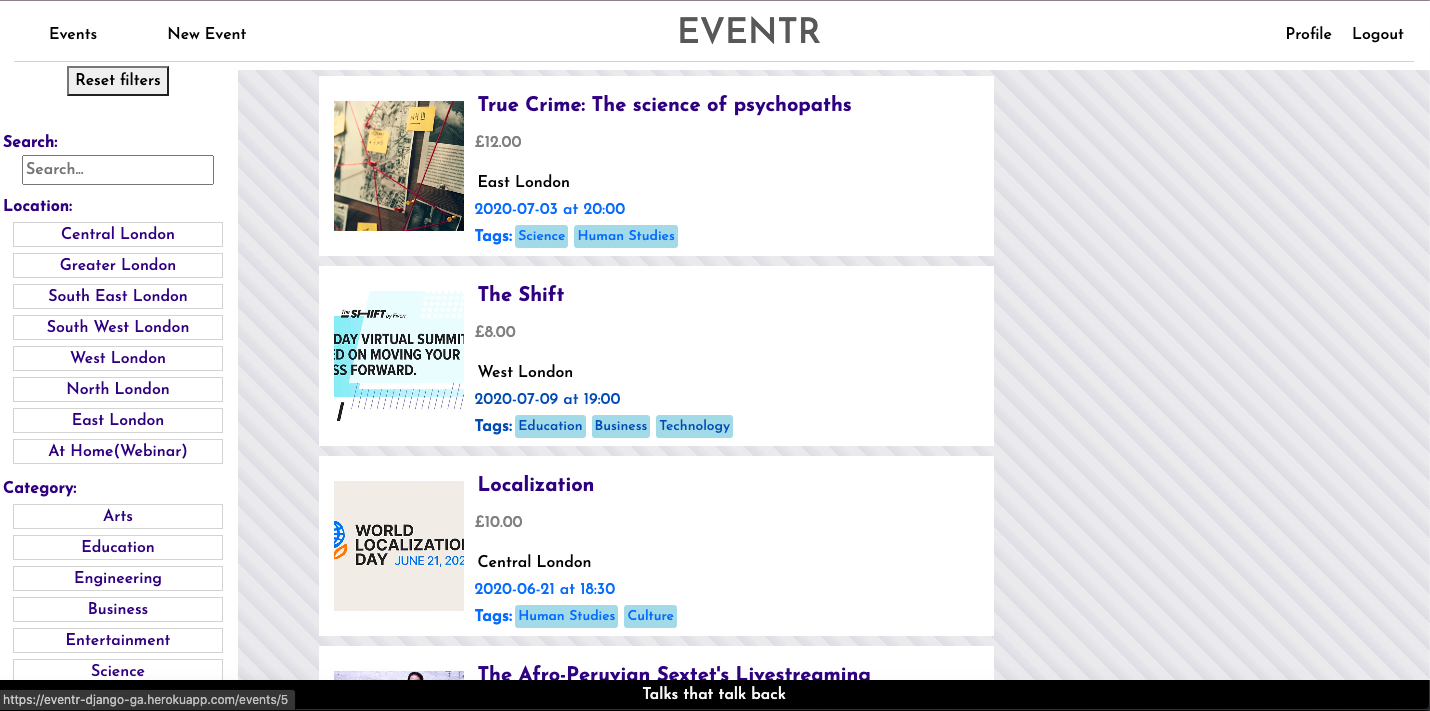 Events
New Event
EVENTR
Profile
Logout
Reset filters
Search:
Search...
Location:
Central London
Greater London
South East London
South West London
West London
North London
East London
At Home(Webinar)
Category:
Arts
Education
Engineering
Business
Entertainment
Science
True Crime: The science of psychopaths
£12.00
East London
2020-07-03 at 20:00
Tags: Science Human Studies
The SHIFT by Fiverr
DAY VIRTUAL SUMMIT
ED ON MOVING YOUR
SS FORWARD.
The Shift
£8.00
West London
2020-07-09 at 19:00
Tags: Education Business Technology
WORLD
LOCALIZATIO
DAY JUNE 21, 202
Localization
£10.00
Central London
2020-06-21 at 18:30
Tags: Human Studies Culture
The Afro-Peruvian Sextet's Livestreaming
Talks that talk back
https://eventr-django-ga.herokuapp.com/events/5